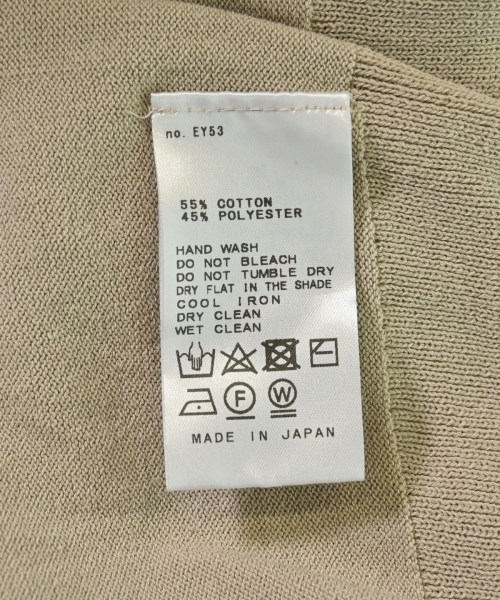 no. EY53
55% COTTON
45% POLYESTER
HAND WASH
DO NOT BLEACH
DO NOT TUMBLE DRY
DRY FLAT IN THE SHADE
COOL IRON
DRY CLEAN
WET CLEAN
F W
MADE IN JAPAN